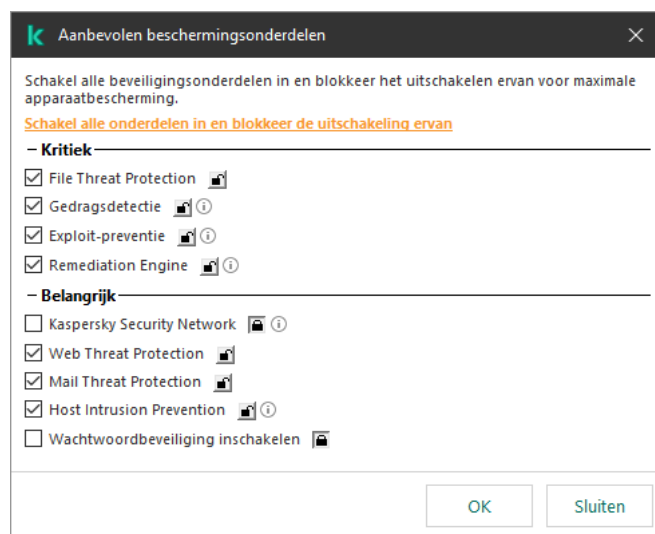 Aanbevolen beschermingsonderdelen
Schakel alle beveiligingsonderdelen in en blokkeer het uitschakelen ervan voor maximale
apparaatbescherming.
Schakel alle onderdelen in en blokkeer de uitschakeling ervan
Kritiek
File Threat Protection
Gedragsdetectie
Exploit-preventie
Remediation Engine
Belangrijk
Kaspersky Security Network
Web Threat Protection
Mail Threat Protection
Host Intrusion Prevention
Wachtwoordbeveiliging inschakelen
OK Sluiten